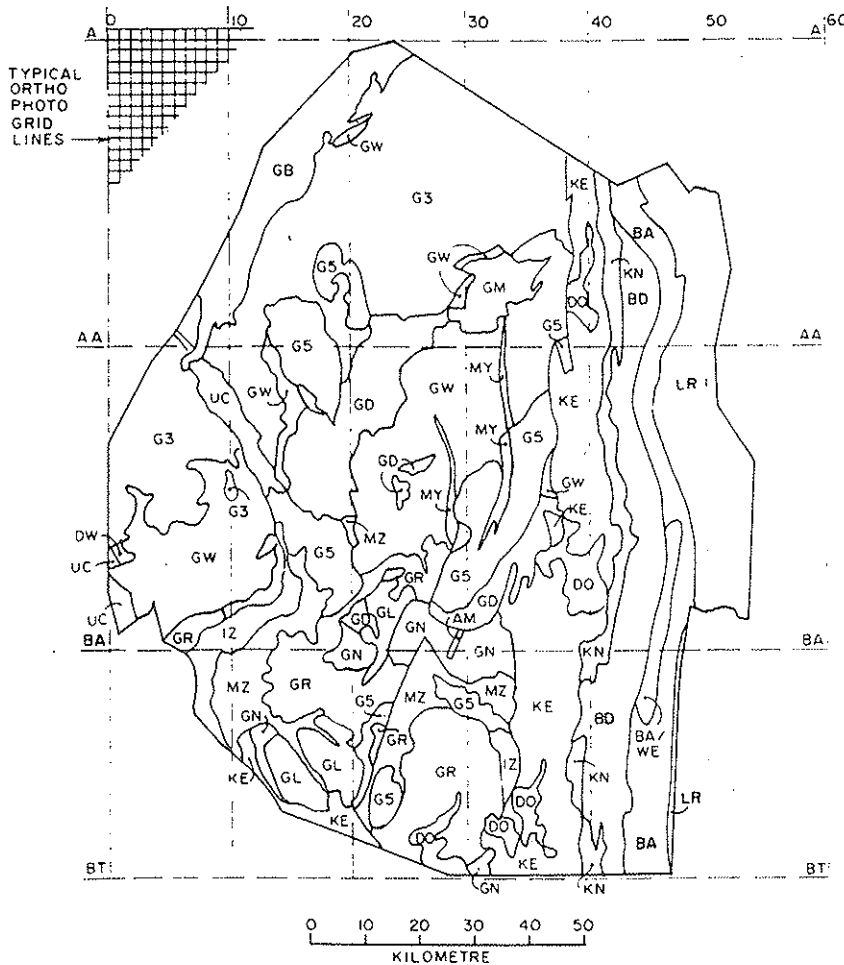 0 10 20 30 40 50 60
A A
TYPICAL
ORTHO
PHOTO
GRID
LINES
GW
GB
KE
G3
BA
GW
G5
KN
GM
BD
DO
G5
AA AA
G5
MY
UC
GW
GD
GW
KE
LR
G3
MY
G5
GD
G3
MY
GW
KE
DW
MZ
UC
GW
G5
GR
G5
DO
UC
GL
GD
GD
AM
GR
IZ
GN
BA BA
GN
GN
KN
MZ
GR
MZ
G5
MZ
G5
KE
BD
GN
GR
BA/
WE
GL
GL
IZ
KN
KE
GR
G5
DO
LR
KE
DO
DO
BA
KE
BT BT
GN
KN
0 10 20 30 40 50
KILOMETRE